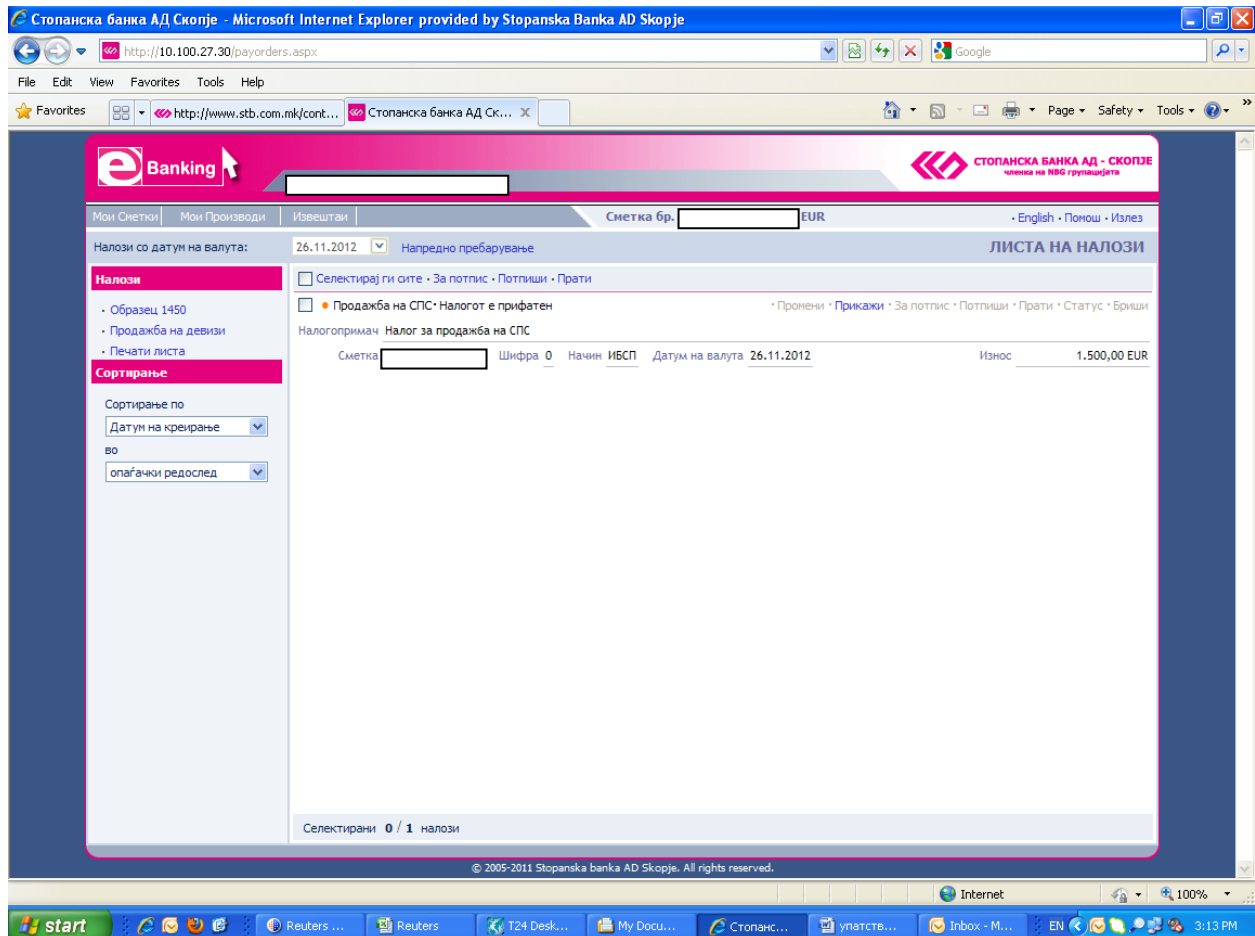 Стопанска банка АД Скопје - Microsoft Internet Explorer provided by Stopanska Banka AD Skopje
http://10.100.27.30/payorders.aspx
Google
File Edit View Favorites Tools Help
Favorites http://www.stb.com.mk/cont... Стопанска банка АД Ск... X Page Safety Tools
e Banking
СТОПАНСКА БАНКА АД - СКОПЈЕ
членка на NBG групацијата
Мои Сметки Мои Производи Извештаи Сметка бр. EUR • English • Помош • Излез
Налози со датум на валута: 26.11.2012 Напредно пребарување ЛИСТА НА НАЛОЗИ
Налози
• Образец 1450
• Продажба на девизи
• Печати листа
Сортирање
Сортирање по
Датум на креирање
во
опаѓачки редослед
Селектирај ги сите • За потпис • Потпиши • Прати
• Продажба на СПС • Налогот е прифатен • Промени • Прикажи • За потпис • Потпиши • Прати • Статус • Бриши
Налогопримач Налог за продажба на СПС
Сметка Шифра 0 Начин ИБСП Датум на валута 26.11.2012 Износ 1.500,00 EUR
Селектирани 0 / 1 налози
© 2005-2011 Stopanska banka AD Skopje. All rights reserved.
Internet 100%
start Reuters ... Reuters T24 Desk... My Docu... Стопанс... упатств... Inbox - M... EN 3:13 PM